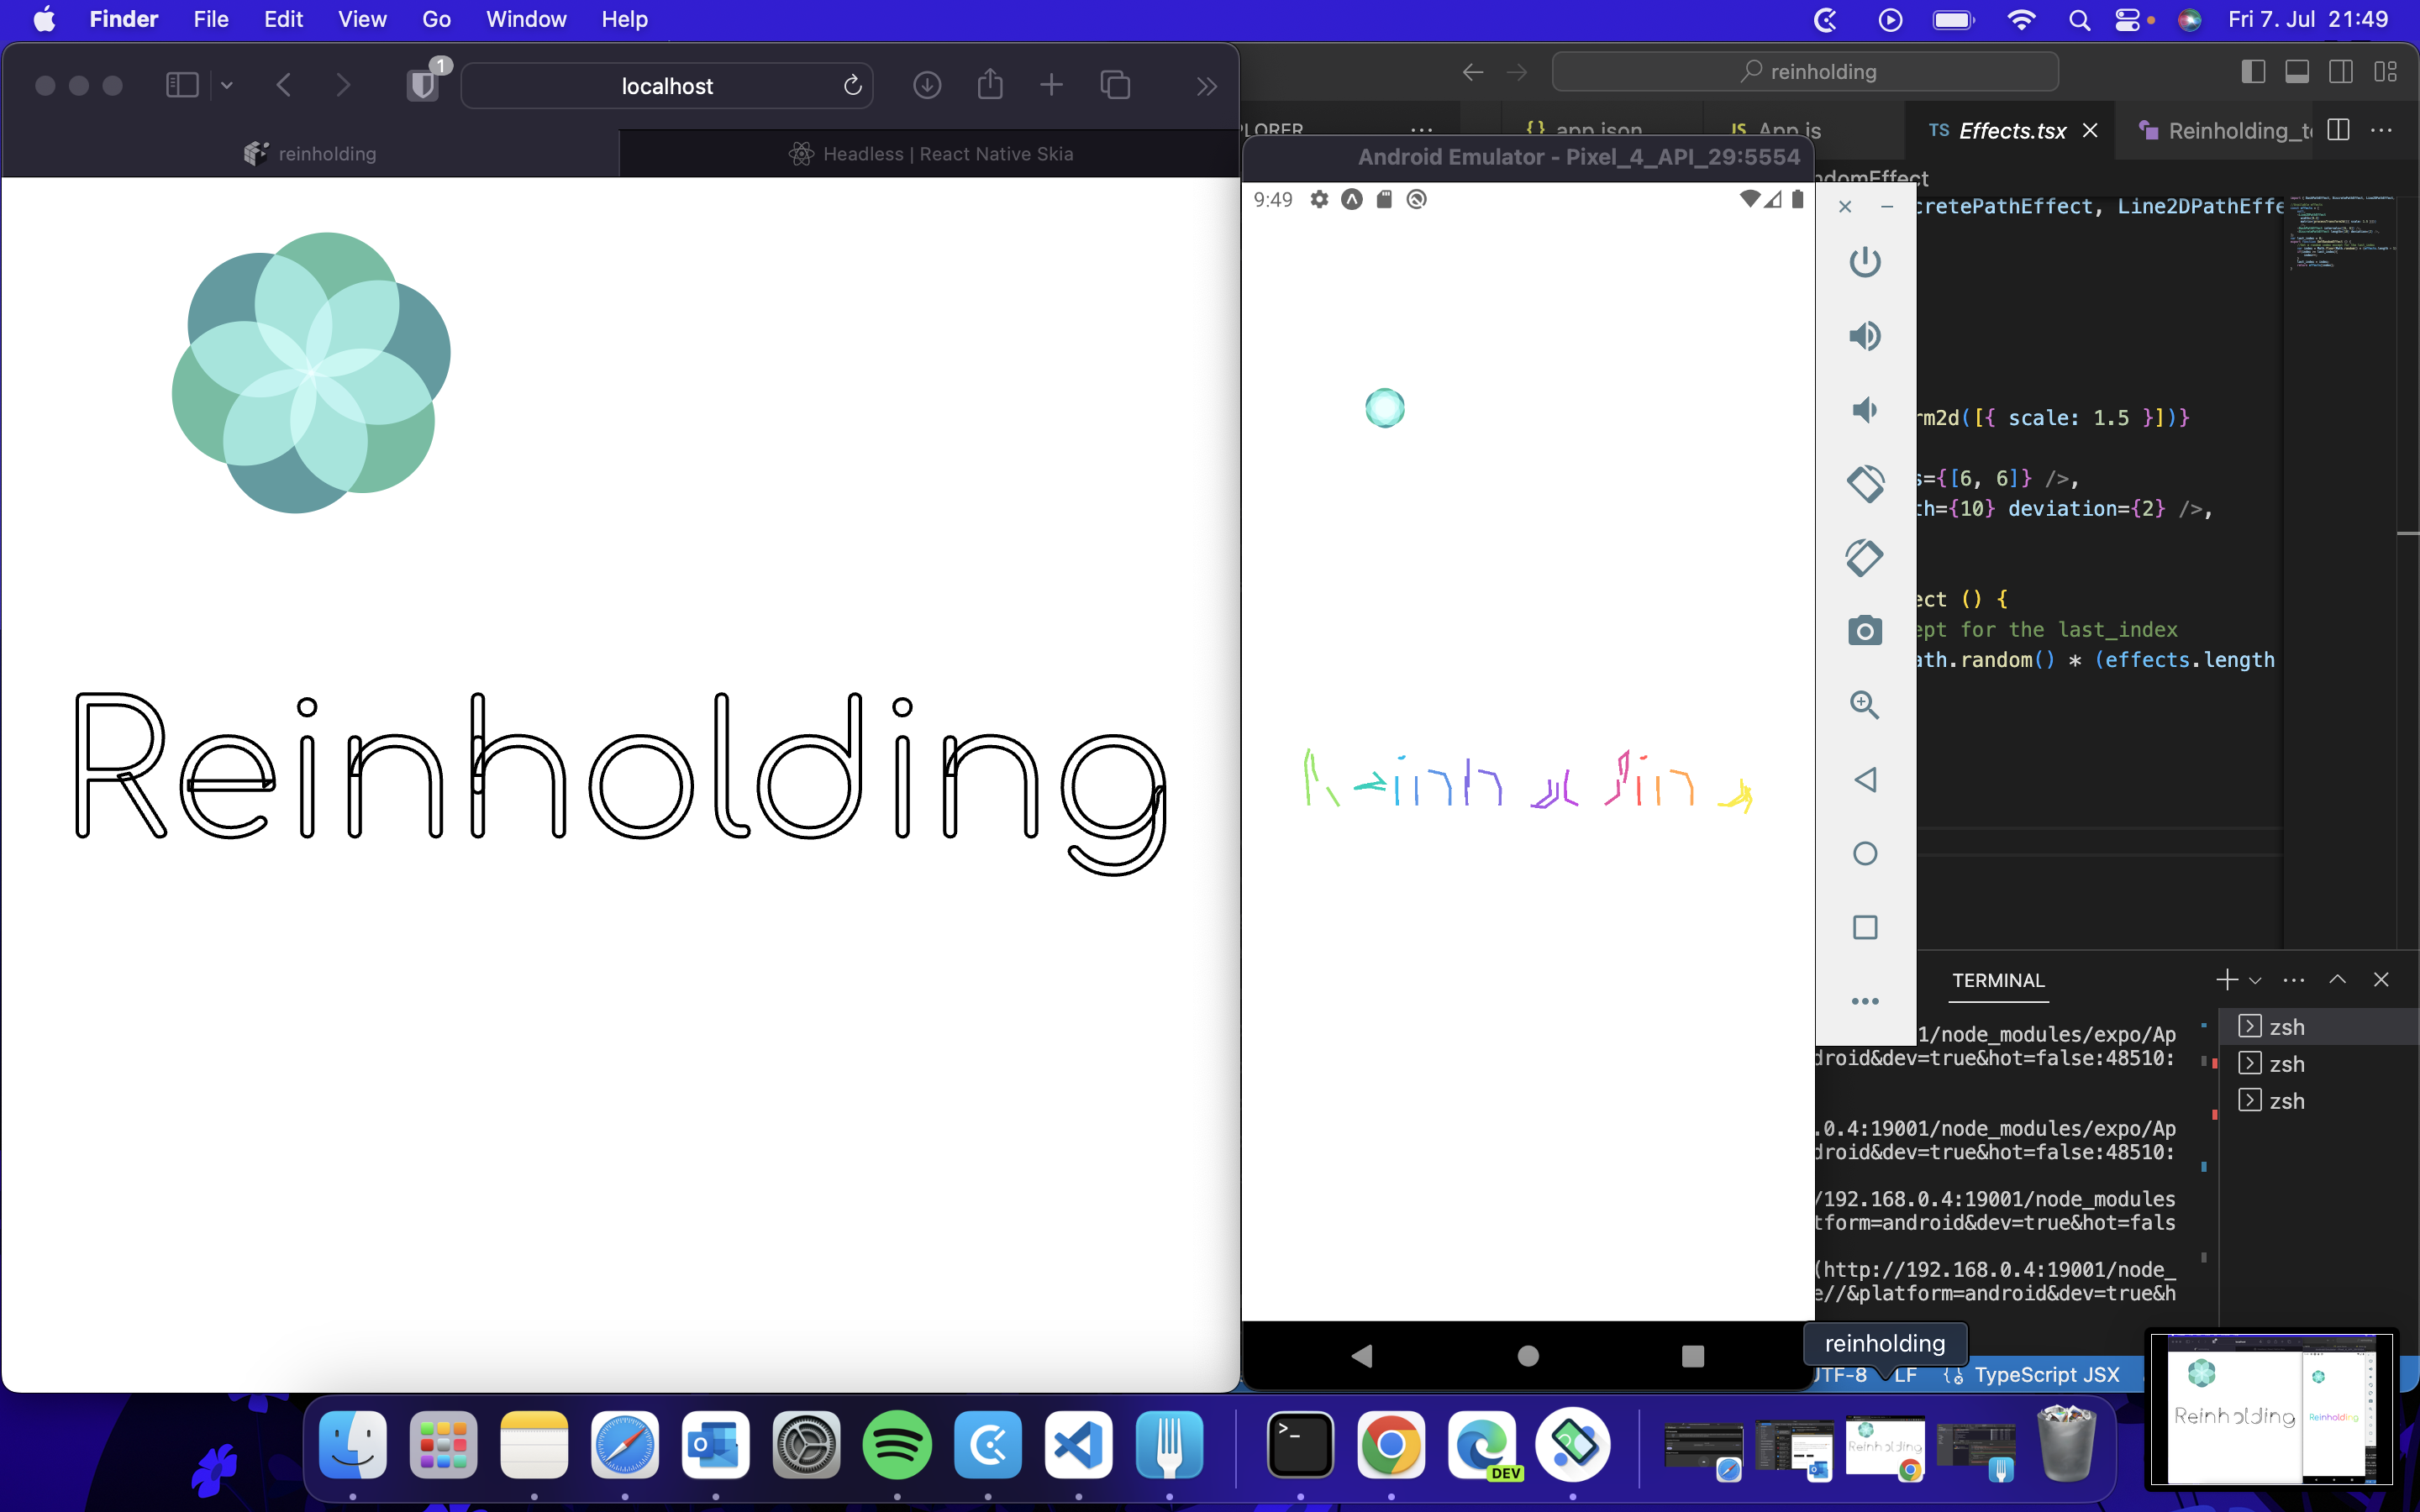 Finder File Edit View Go Window Help
Fri 7. Jul 21:49
1
localhost
reinholding
Headless | React Native Skia
Reinholding
Android Emulator - Pixel_4_API_29:5554
9:49
reinholding
PLORER
app.json
JS App.js
TS Effects.tsx
Reinholding_t
ndomEffect
cretePathEffect, Line2DPathEffe
rm2d([{ scale: 1.5 }])}
s={[6, 6]} />,
th={10} deviation={2} />,
ect () {
ept for the last_index
ath.random() * (effects.length
TERMINAL
zsh
zsh
zsh
1/node_modules/expo/Ap
droid&dev=true&hot=false:48510:
.0.4:19001/node_modules/expo/Ap
droid&dev=true&hot=false:48510:
/192.168.0.4:19001/node_modules
tform=android&dev=true&hot=fals
(http://192.168.0.4:19001/node_
e//&platform=android&dev=true&h
reinholding
UTF-8 LF TypeScript JSX
DEV
Reinholding
Reinholding